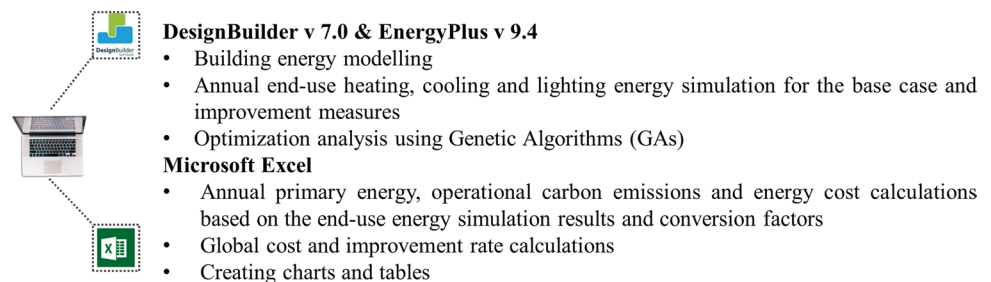 DesignBuilder v 7.0 & EnergyPlus v 9.4
DesignBuilder
• Building energy modelling
• Annual end-use heating, cooling and lighting energy simulation for the base case and
improvement measures
• Optimization analysis using Genetic Algorithms (GAs)
Microsoft Excel
• Annual primary energy, operational carbon emissions and energy cost calculations
based on the end-use energy simulation results and conversion factors
X
• Global cost and improvement rate calculations
• Creating charts and tables